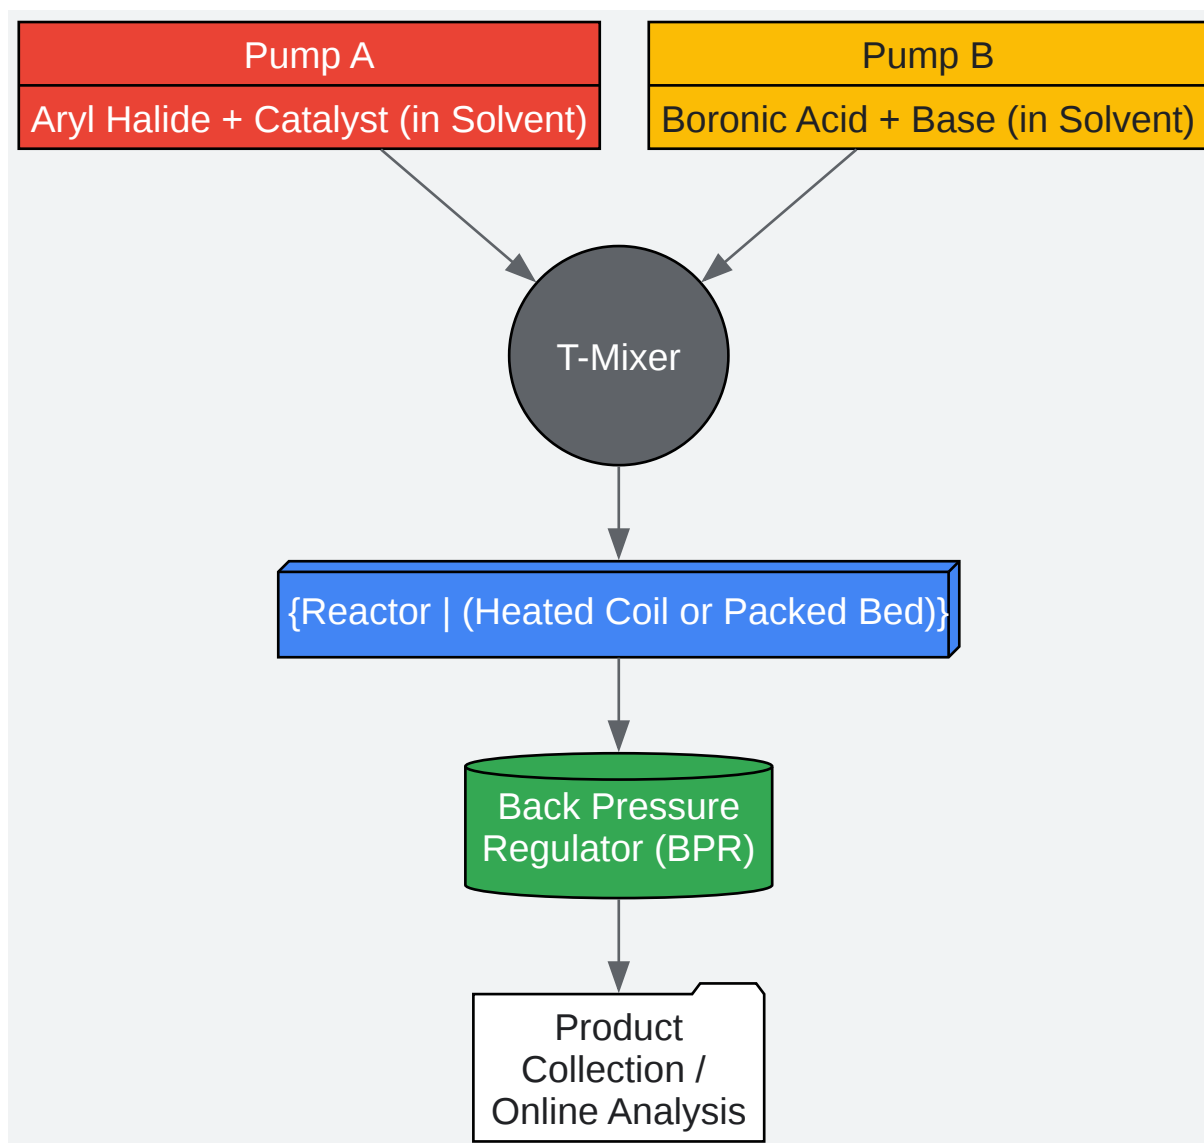 Pump A
Aryl Halide + Catalyst (in Solvent)
Pump B
Boronic Acid + Base (in Solvent)
T-Mixer
{Reactor | (Heated Coil or Packed Bed)}
Back Pressure
Regulator (BPR)
Product
Collection /
Online Analysis